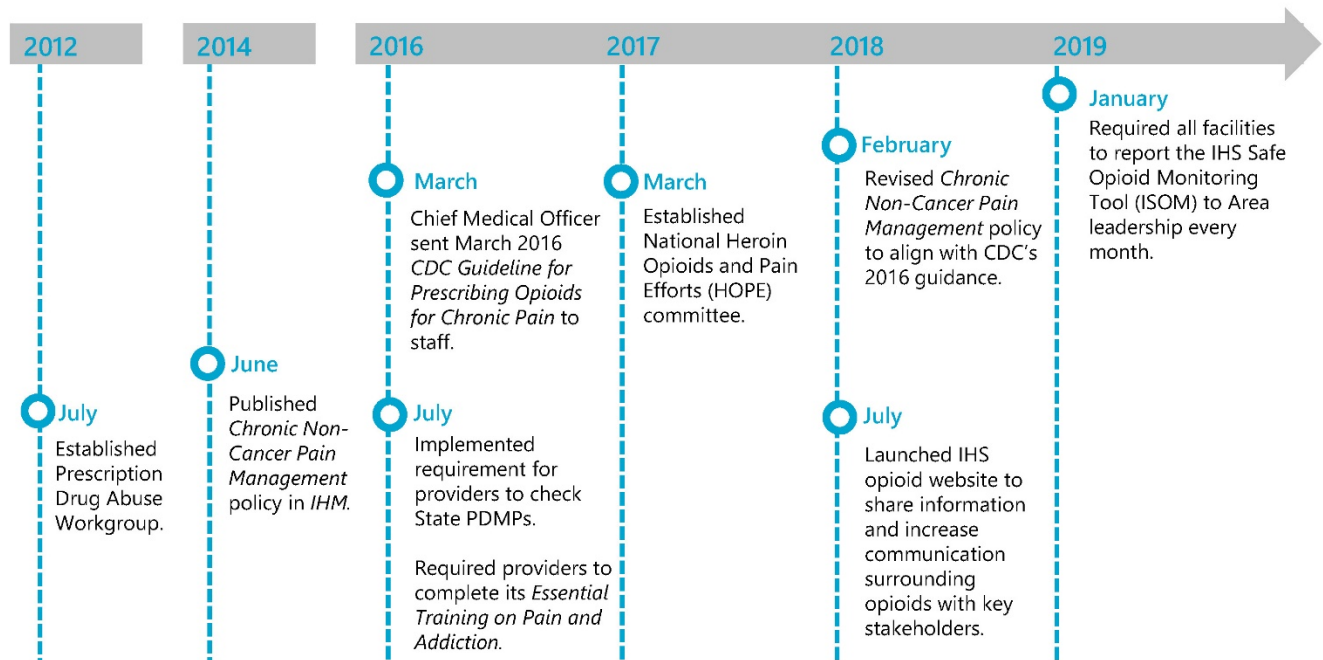 2012
2014
2016
2017
2018
2019
July
Established
Prescription
Drug Abuse
Workgroup.
June
Published
Chronic Non-
Cancer Pain
Management
policy in IHM.
March
Chief Medical Officer
sent March 2016
CDC Guideline for
Prescribing Opioids
for Chronic Pain to
staff.
July
Implemented
requirement for
providers to check
State PDMPs.
Required providers to
complete its Essential
Training on Pain and
Addiction.
March
Established
National Heroin
Opioids and Pain
Efforts (HOPE)
committee.
February
Revised Chronic
Non-Cancer Pain
Management policy
to align with CDC’s
2016 guidance.
July
Launched IHS
opioid website to
share information
and increase
communication
surrounding
opioids with key
stakeholders.
January
Required all facilities
to report the IHS Safe
Opioid Monitoring
Tool (ISOM) to Area
leadership every
month.